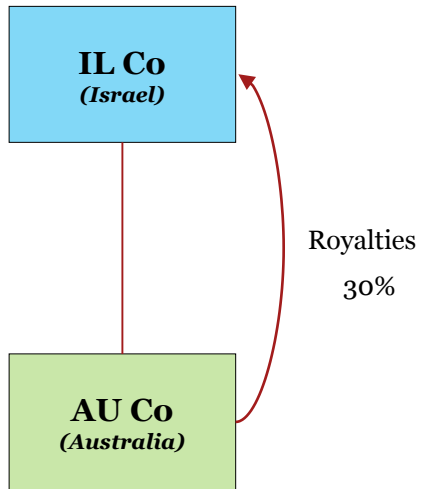 IL Co
(Israel)
Royalties
30%
AU Co
(Australia)